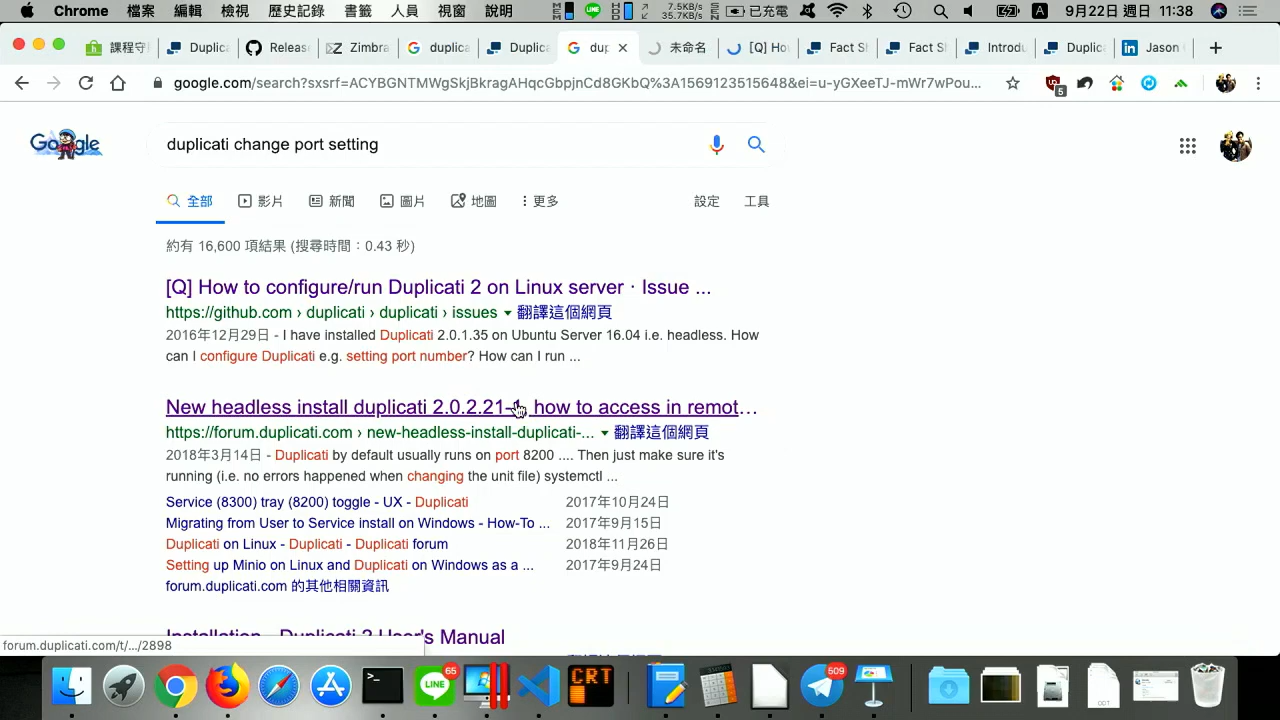 Chrome 檔案 編輯 檢視 歷史記錄 書籤 人員 視窗 說明 7.5KB/s 35.7KB/s 已充電 A 9月22日 週日 11:38
課程守 Duplic Releas Zimbra duplica Duplica dup 未命名 [Q] Ho Fact Sh Fact Sh Introdu Duplic Jason
google.com/search?sxsrf=ACYBGNTMWgSkjBkragAHqcGbpjnCd8GKbQ%3A1569123515648&ei=u-yGXeeTJ-mWr7wPou...
5
duplicati change port setting
全部 影片 新聞 圖片 地圖 更多 設定 工具
約有 16,600 項結果 (搜尋時間：0.43 秒)
[Q] How to configure/run Duplicati 2 on Linux server · Issue ...
https://github.com › duplicati › duplicati › issues 翻譯這個網頁
2016年12月29日 - I have installed Duplicati 2.0.1.35 on Ubuntu Server 16.04 i.e. headless. How
can I configure Duplicati e.g. setting port number? How can I run ...
New headless install duplicati 2.0.2.21- how to access in remot…
https://forum.duplicati.com › new-headless-install-duplicati-... 翻譯這個網頁
2018年3月14日 - Duplicati by default usually runs on port 8200 .... Then just make sure it's
running (i.e. no errors happened when changing the unit file) systemctl ...
Service (8300) tray (8200) toggle - UX - Duplicati 2017年10月24日
Migrating from User to Service install on Windows - How-To ... 2017年9月15日
Duplicati on Linux - Duplicati - Duplicati forum 2018年11月26日
Setting up Minio on Linux and Duplicati on Windows as a ... 2017年9月24日
forum.duplicati.com 的其他相關資訊
Installation - Duplicati 2 User's Manual
forum.duplicati.com/t/.../2898
LINE 65 CRT 509